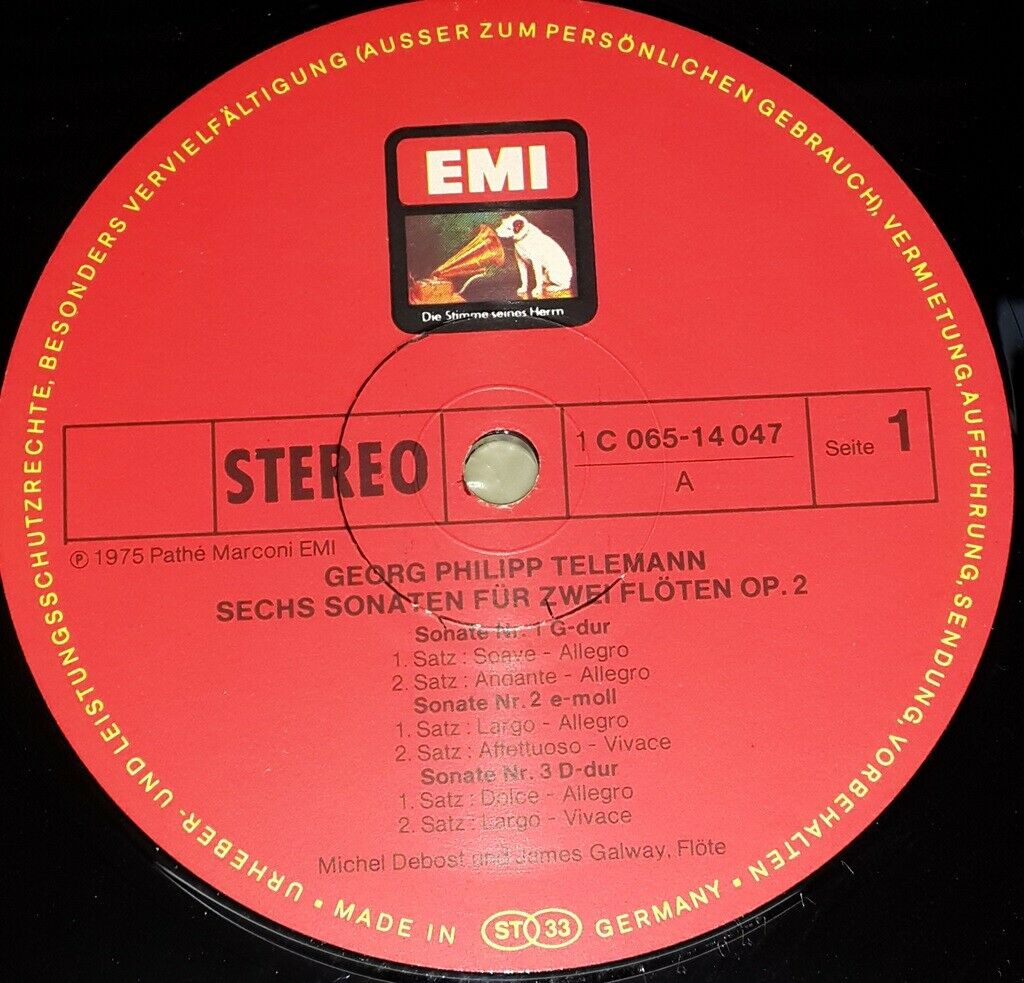 URHEBER- UND LEISTUNGSSCHUTZRECHTE, BESONDERS VERVIELFÄLTIGUNG (AUSSER ZUM PERSÖNLICHEN GEBRAUCH), VERMIETUNG, AUFFÜHRUNG, SENDUNG, VORBEHALTEN
EMI
Die Stimme seines Herrn
STEREO
1 C 065-14 047
A
Seite 1
℗ 1975 Pathé Marconi EMI
GEORG PHILIPP TELEMANN
SECHS SONATEN FÜR ZWEI FLÖTEN OP. 2
Sonate Nr. 1 G-dur
1. Satz : Soave - Allegro
2. Satz : Andante - Allegro
Sonate Nr. 2 e-moll
1. Satz : Largo - Allegro
2. Satz : Affettuoso - Vivace
Sonate Nr. 3 D-dur
1. Satz : Dolce - Allegro
2. Satz : Largo - Vivace
Michel Debost und James Galway, Flöte
• MADE IN ST 33 GERMANY •